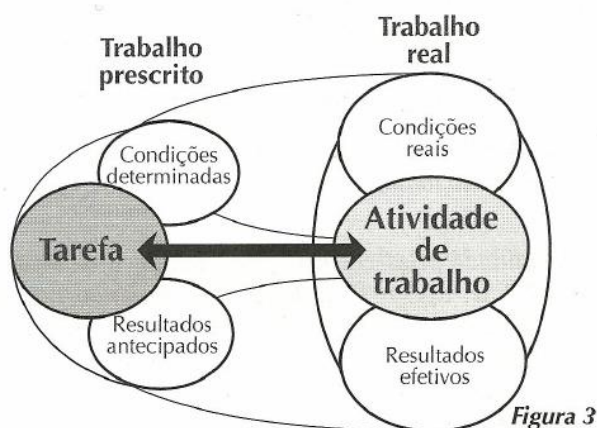 Trabalho
prescrito
Trabalho
real
Condições
determinadas
Condições
reais
Tarefa
Atividade
de
trabalho
Resultados
antecipados
Resultados
efetivos
Figura 3